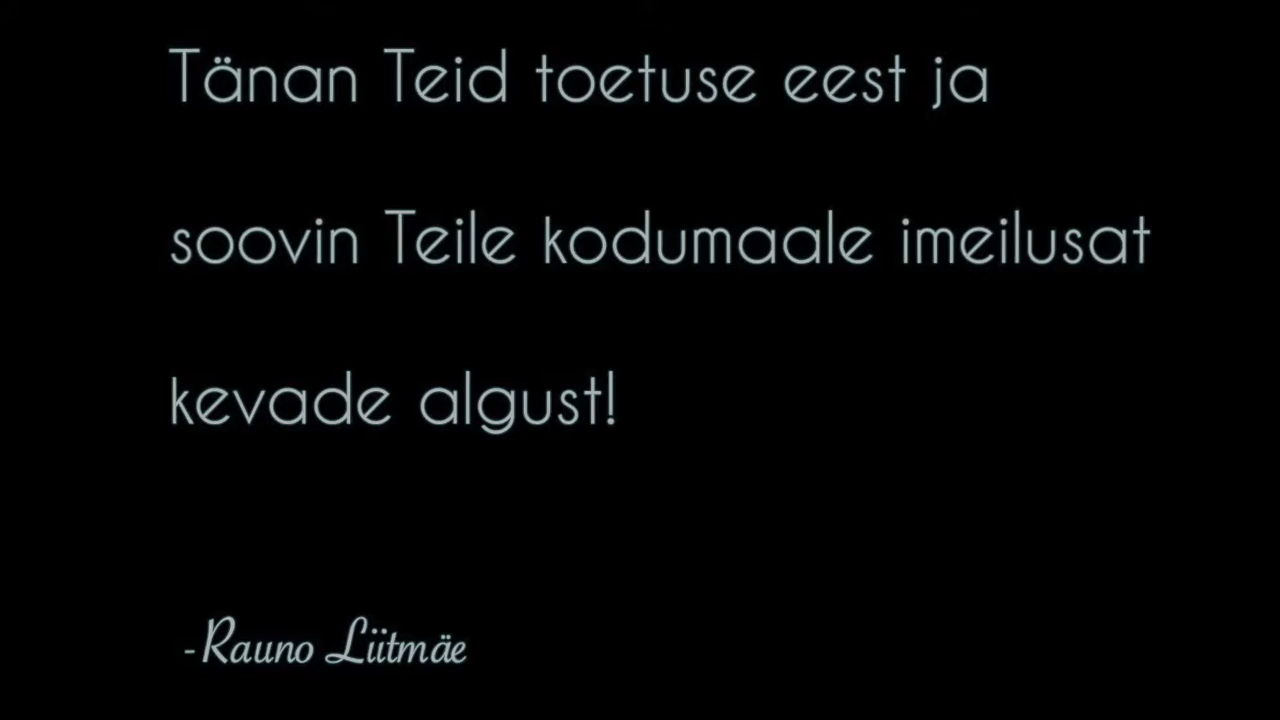 Tänan Teid toetuse eest ja
soovin Teile kodumaale imeilusat
kevade algust!
-Rauno Liitmäe